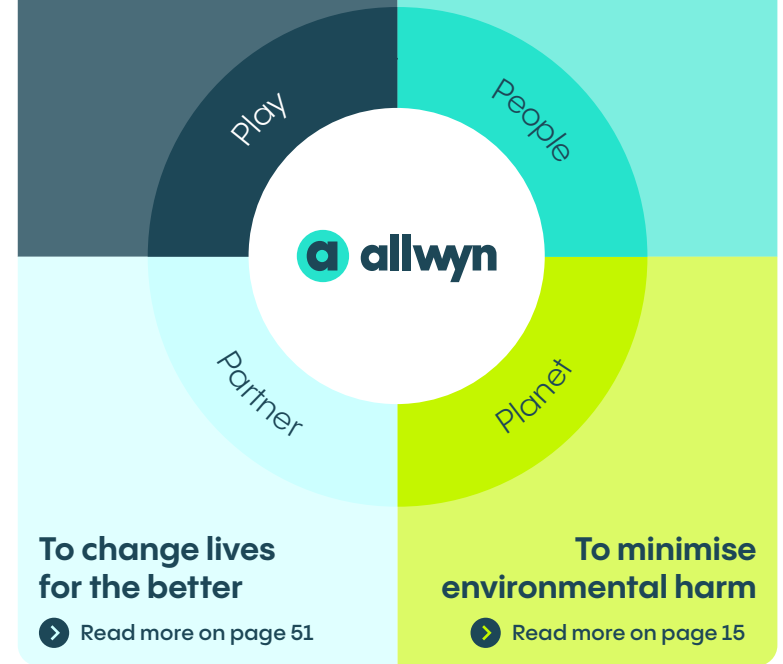 Play
People
a allwyn
Partner
Planet
To change lives
for the better
Read more on page 51
To minimise
environmental harm
Read more on page 15